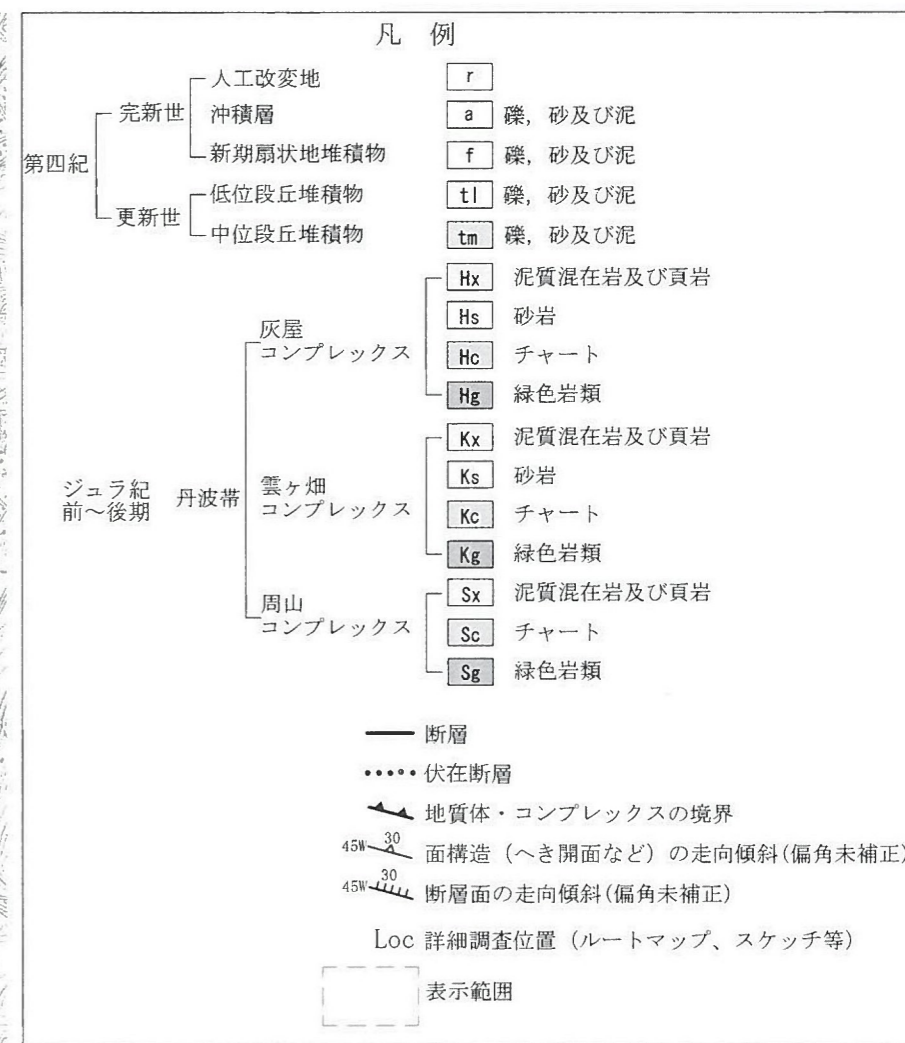 凡 例
第四紀
完新世
人工改変地 r
沖積層 a 礫，砂及び泥
新期扇状地堆積物 f 礫，砂及び泥
更新世
低位段丘堆積物 tl 礫，砂及び泥
中位段丘堆積物 tm 礫，砂及び泥
ジュラ紀
前～後期
丹波帯
灰屋
コンプレックス
Hx 泥質混在岩及び頁岩
Hs 砂岩
Hc チャート
Hg 緑色岩類
雲ヶ畑
コンプレックス
Kx 泥質混在岩及び頁岩
Ks 砂岩
Kc チャート
Kg 緑色岩類
周山
コンプレックス
Sx 泥質混在岩及び頁岩
Sc チャート
Sg 緑色岩類
断層
伏在断層
地質体・コンプレックスの境界
45W 30 面構造（へき開面など）の走向傾斜(偏角未補正)
45W 30 断層面の走向傾斜(偏角未補正)
Loc 詳細調査位置（ルートマップ、スケッチ等）
表示範囲